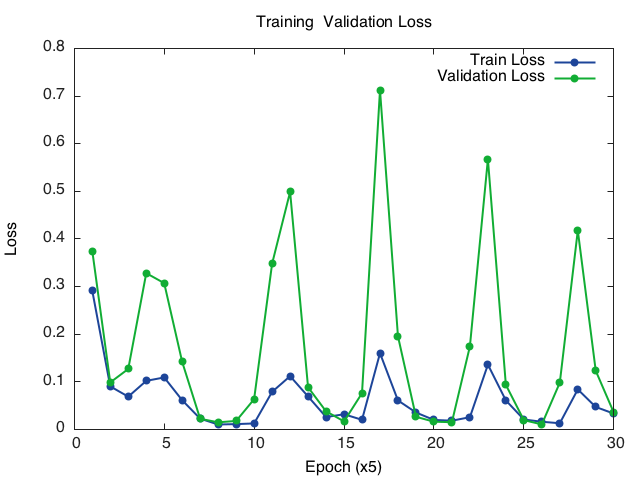 Training  Validation Loss
Train Loss
Validation Loss
0.8
0.7
0.6
0.5
0.4
0.3
0.2
0.1
0
Loss
0 5 10 15 20 25 30
Epoch (x5)